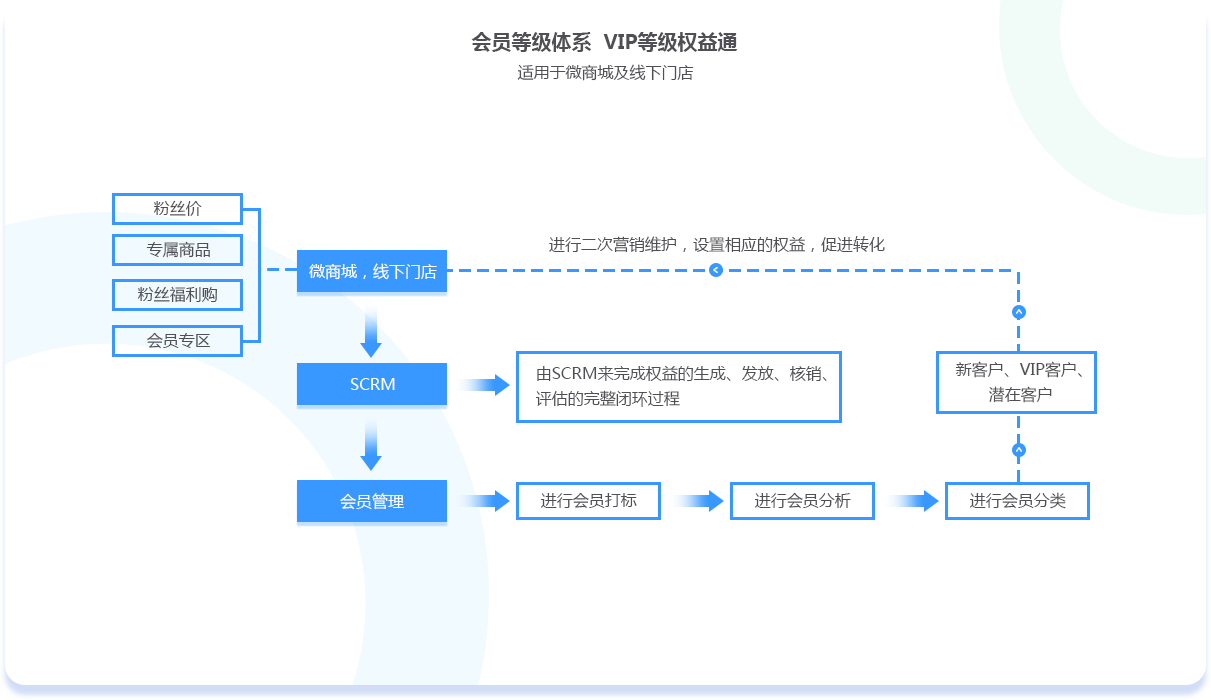 会员等级体系 VIP等级权益通
适用于微商城及线下门店
粉丝价
专属商品
粉丝福利购
会员专区
微商城，线下门店
进行二次营销维护，设置相应的权益，促进转化
SCRM
由SCRM来完成权益的生成、发放、核销、
评估的完整闭环过程
新客户、VIP客户、
潜在客户
会员管理
进行会员打标
进行会员分析
进行会员分类